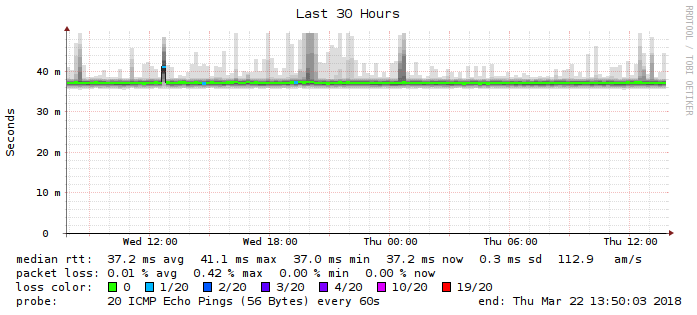 Last 30 Hours
RRDTOOL / TOBI OETIKER
Seconds
40 m
30 m
20 m
10 m
0
Wed 12:00 Wed 18:00 Thu 00:00 Thu 06:00 Thu 12:00
median rtt: 37.2 ms avg 41.1 ms max 37.0 ms min 37.2 ms now 0.3 ms sd 112.9 am/s
packet loss: 0.01 % avg 0.42 % max 0.00 % min 0.00 % now
loss color: 0 1/20 2/20 3/20 4/20 10/20 19/20
probe: 20 ICMP Echo Pings (56 Bytes) every 60s end: Thu Mar 22 13:50:03 2018